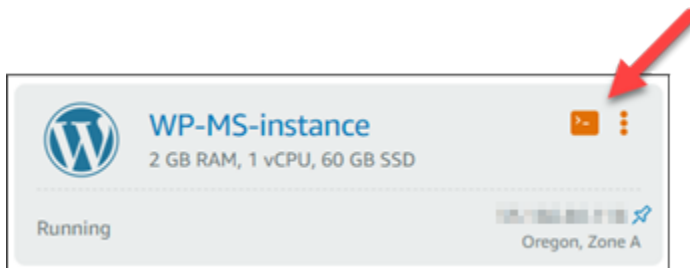 WP-MS-instance
2 GB RAM, 1 vCPU, 60 GB SSD
Running
Oregon, Zone A